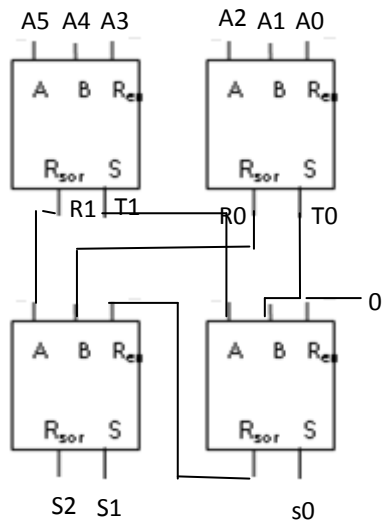 A5 A4 A3 A2 A1 A0
A B Ren A B Ren
Rsor S Rsor S
R1 T1 R0 T0
0
A B Ren A B Ren
Rsor S Rsor S
S2 S1 s0